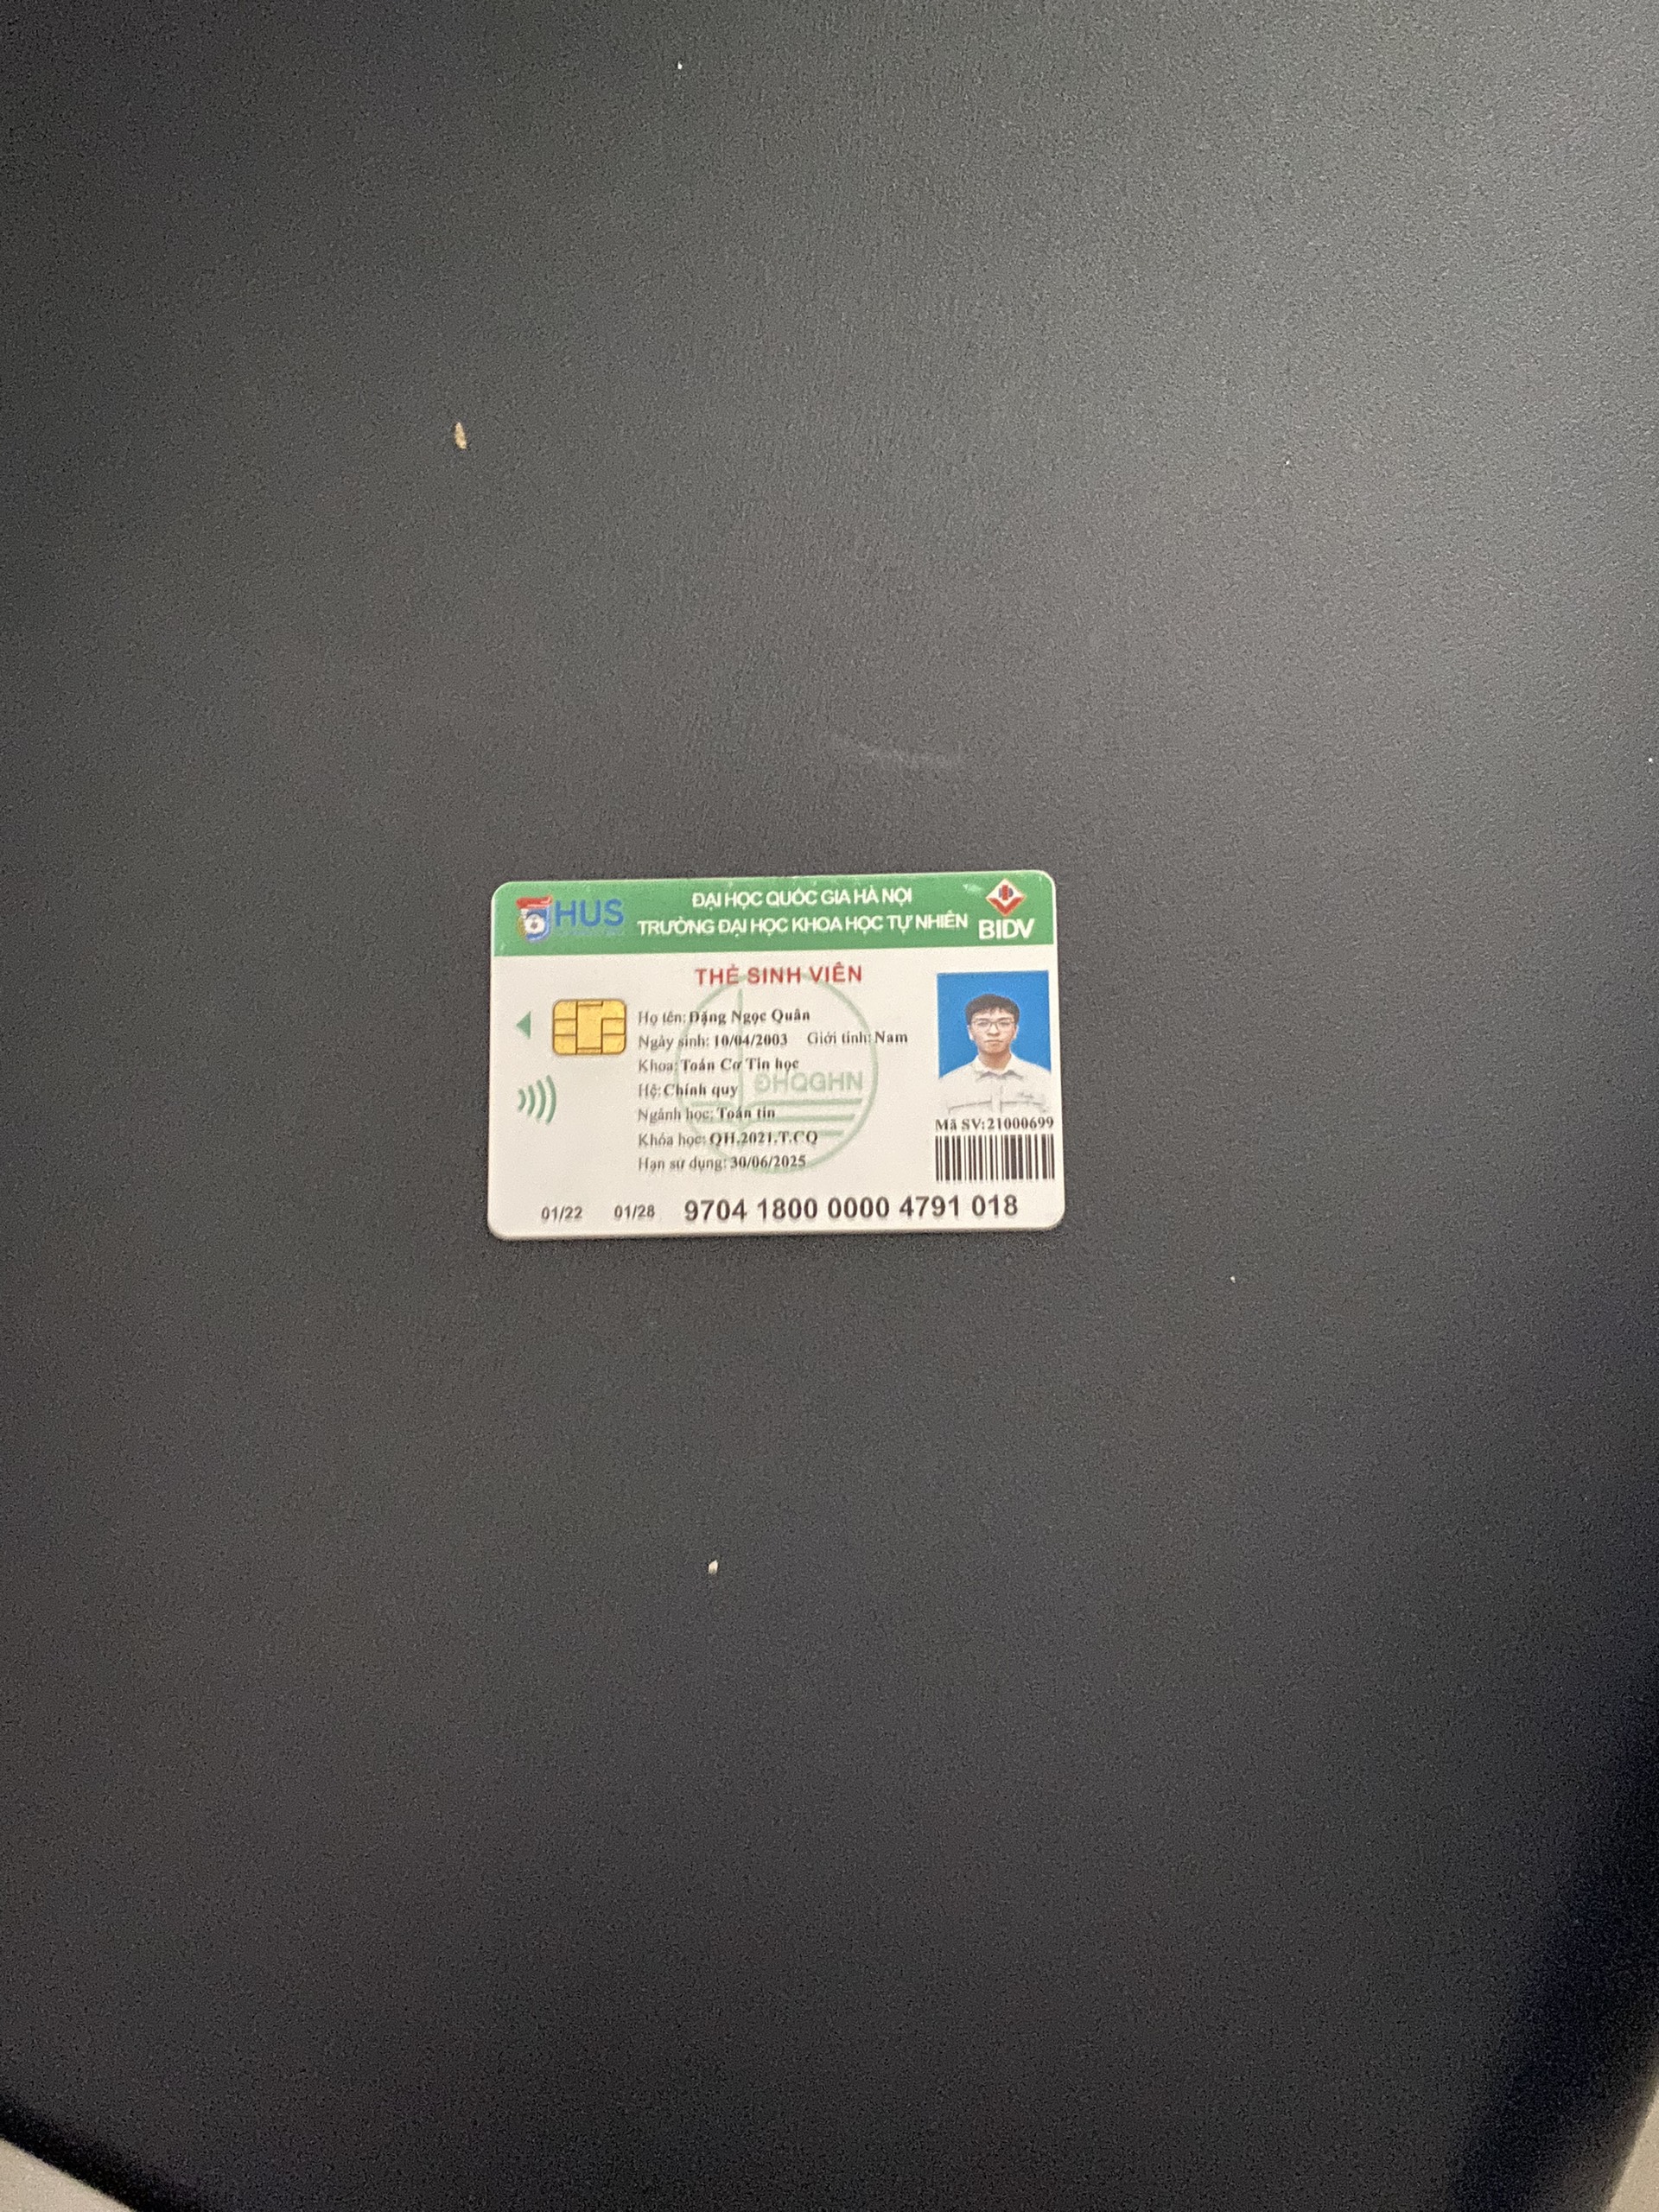 HUS
ĐẠI HỌC QUỐC GIA HÀ NỘI
TRƯỜNG ĐẠI HỌC KHOA HỌC TỰ NHIÊN
BIDV
THẺ SINH VIÊN
Họ tên: Đặng Ngọc Quân
Ngày sinh: 10/04/2003 Giới tính: Nam
Khoa: Toán Cơ Tin học
ĐHQGHN
Hệ: Chính quy
Ngành học: Toán tin
Khóa học: QH.2021.T.CQ
Hạn sử dụng: 30/06/2025
Mã SV:21000699
01/22 01/28 9704 1800 0000 4791 018